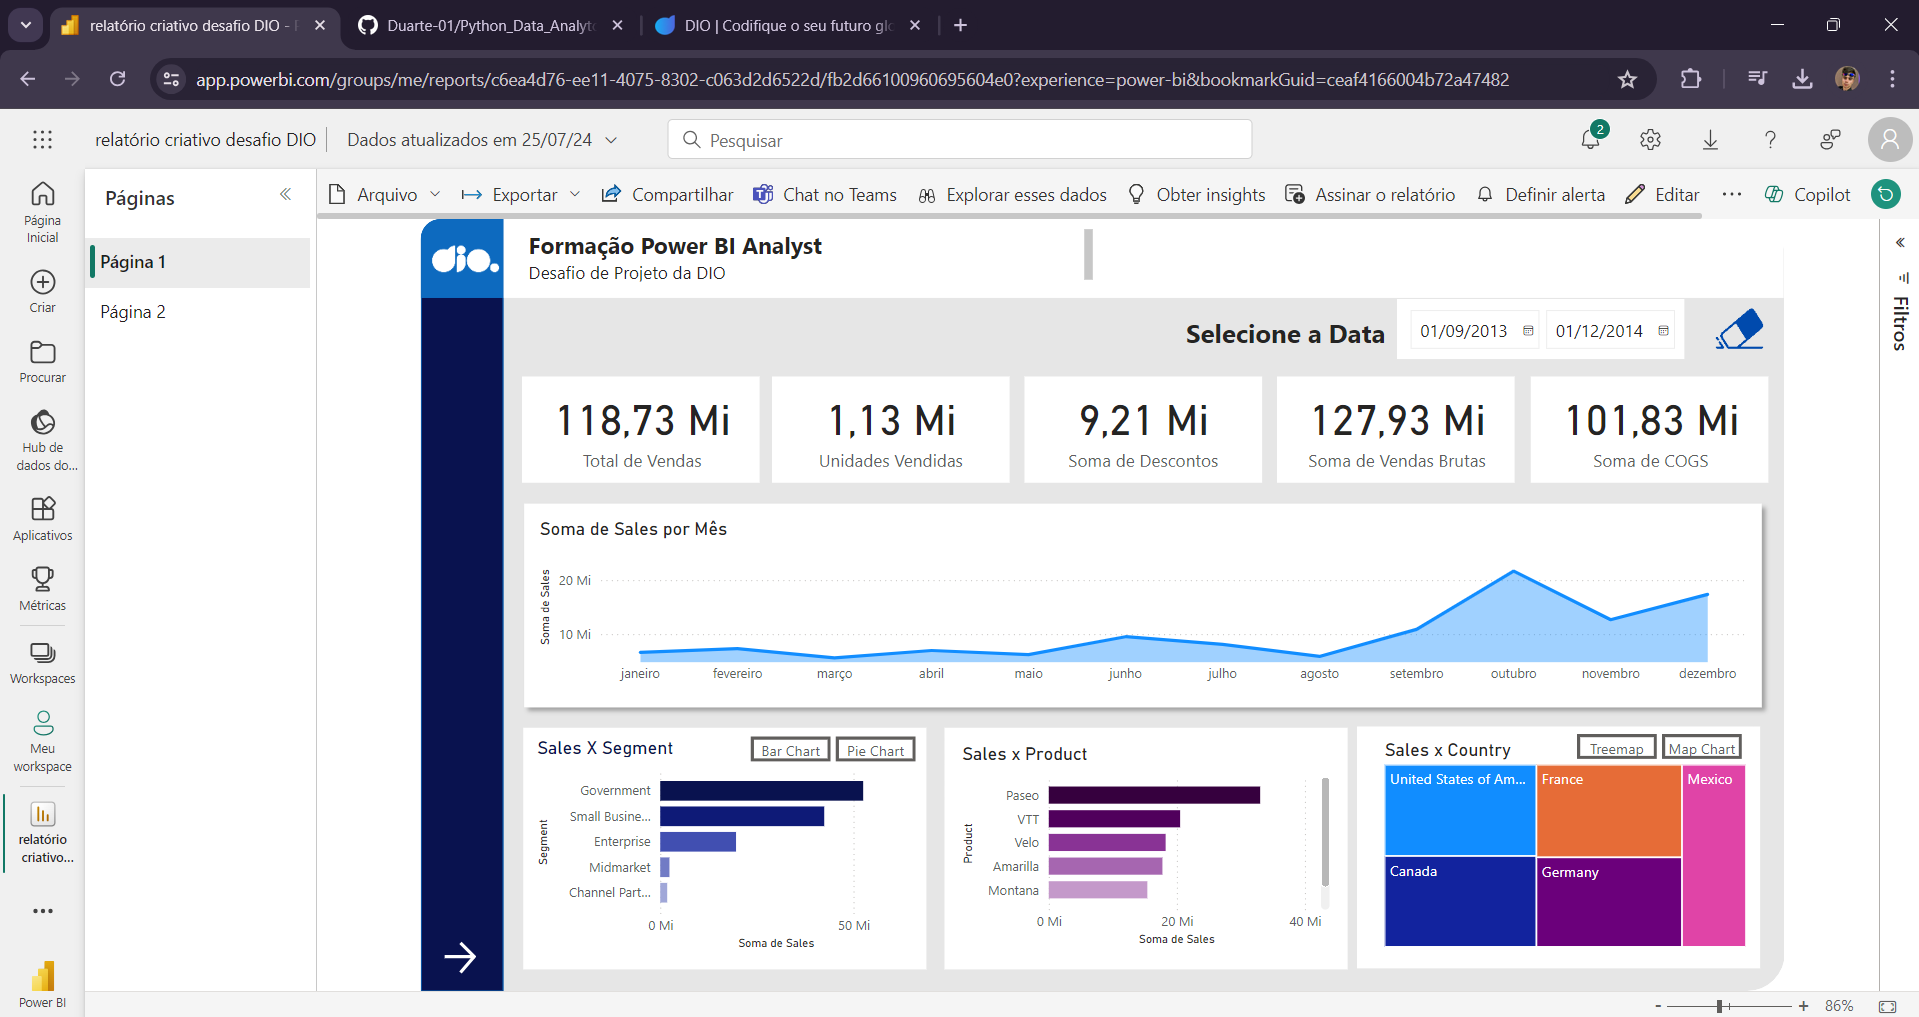 relatório criativo desafio DIO -
Duarte-01/Python_Data_Analyt
DIO | Codifique o seu futuro glo
app.powerbi.com/groups/me/reports/c6ea4d76-ee11-4075-8302-c063d2d6522d/fb2d66100960695604e0?experience=power-bi&bookmarkGuid=ceaf4166004b72a47482
relatório criativo desafio DIO
Dados atualizados em 25/07/24
Pesquisar
2
Página Inicial
Criar
Procurar
Hub de dados do...
Aplicativos
Métricas
Workspaces
Meu workspace
relatório criativo...
Power BI
Páginas
Página 1
Página 2
Arquivo
Exportar
Compartilhar
Chat no Teams
Explorar esses dados
Obter insights
Assinar o relatório
Definir alerta
Editar
Copilot
dio.
Formação Power BI Analyst
Desafio de Projeto da DIO
Selecione a Data
01/09/2013
01/12/2014
118,73 Mi
Total de Vendas
1,13 Mi
Unidades Vendidas
9,21 Mi
Soma de Descontos
127,93 Mi
Soma de Vendas Brutas
101,83 Mi
Soma de COGS
Soma de Sales por Mês
Soma de Sales
20 Mi
10 Mi
janeiro
fevereiro
março
abril
maio
junho
julho
agosto
setembro
outubro
novembro
dezembro
Sales X Segment
Bar Chart
Pie Chart
Segment
Government
Small Busine...
Enterprise
Midmarket
Channel Part...
0 Mi
50 Mi
Soma de Sales
Sales x Product
Product
Paseo
VTT
Velo
Amarilla
Montana
0 Mi
20 Mi
40 Mi
Soma de Sales
Sales x Country
Treemap
Map Chart
United States of Am...
France
Mexico
Canada
Germany
Filtros
86%